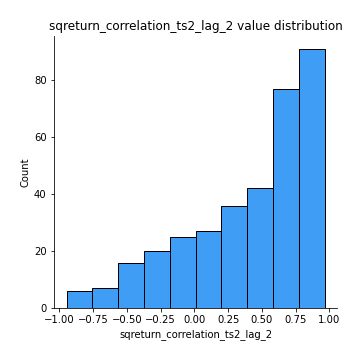 sqreturn_correlation_ts2_lag_2 value distribution
80
60
40
20
0
Count
−1.00 −0.75 −0.50 −0.25 0.00 0.25 0.50 0.75 1.00
sqreturn_correlation_ts2_lag_2